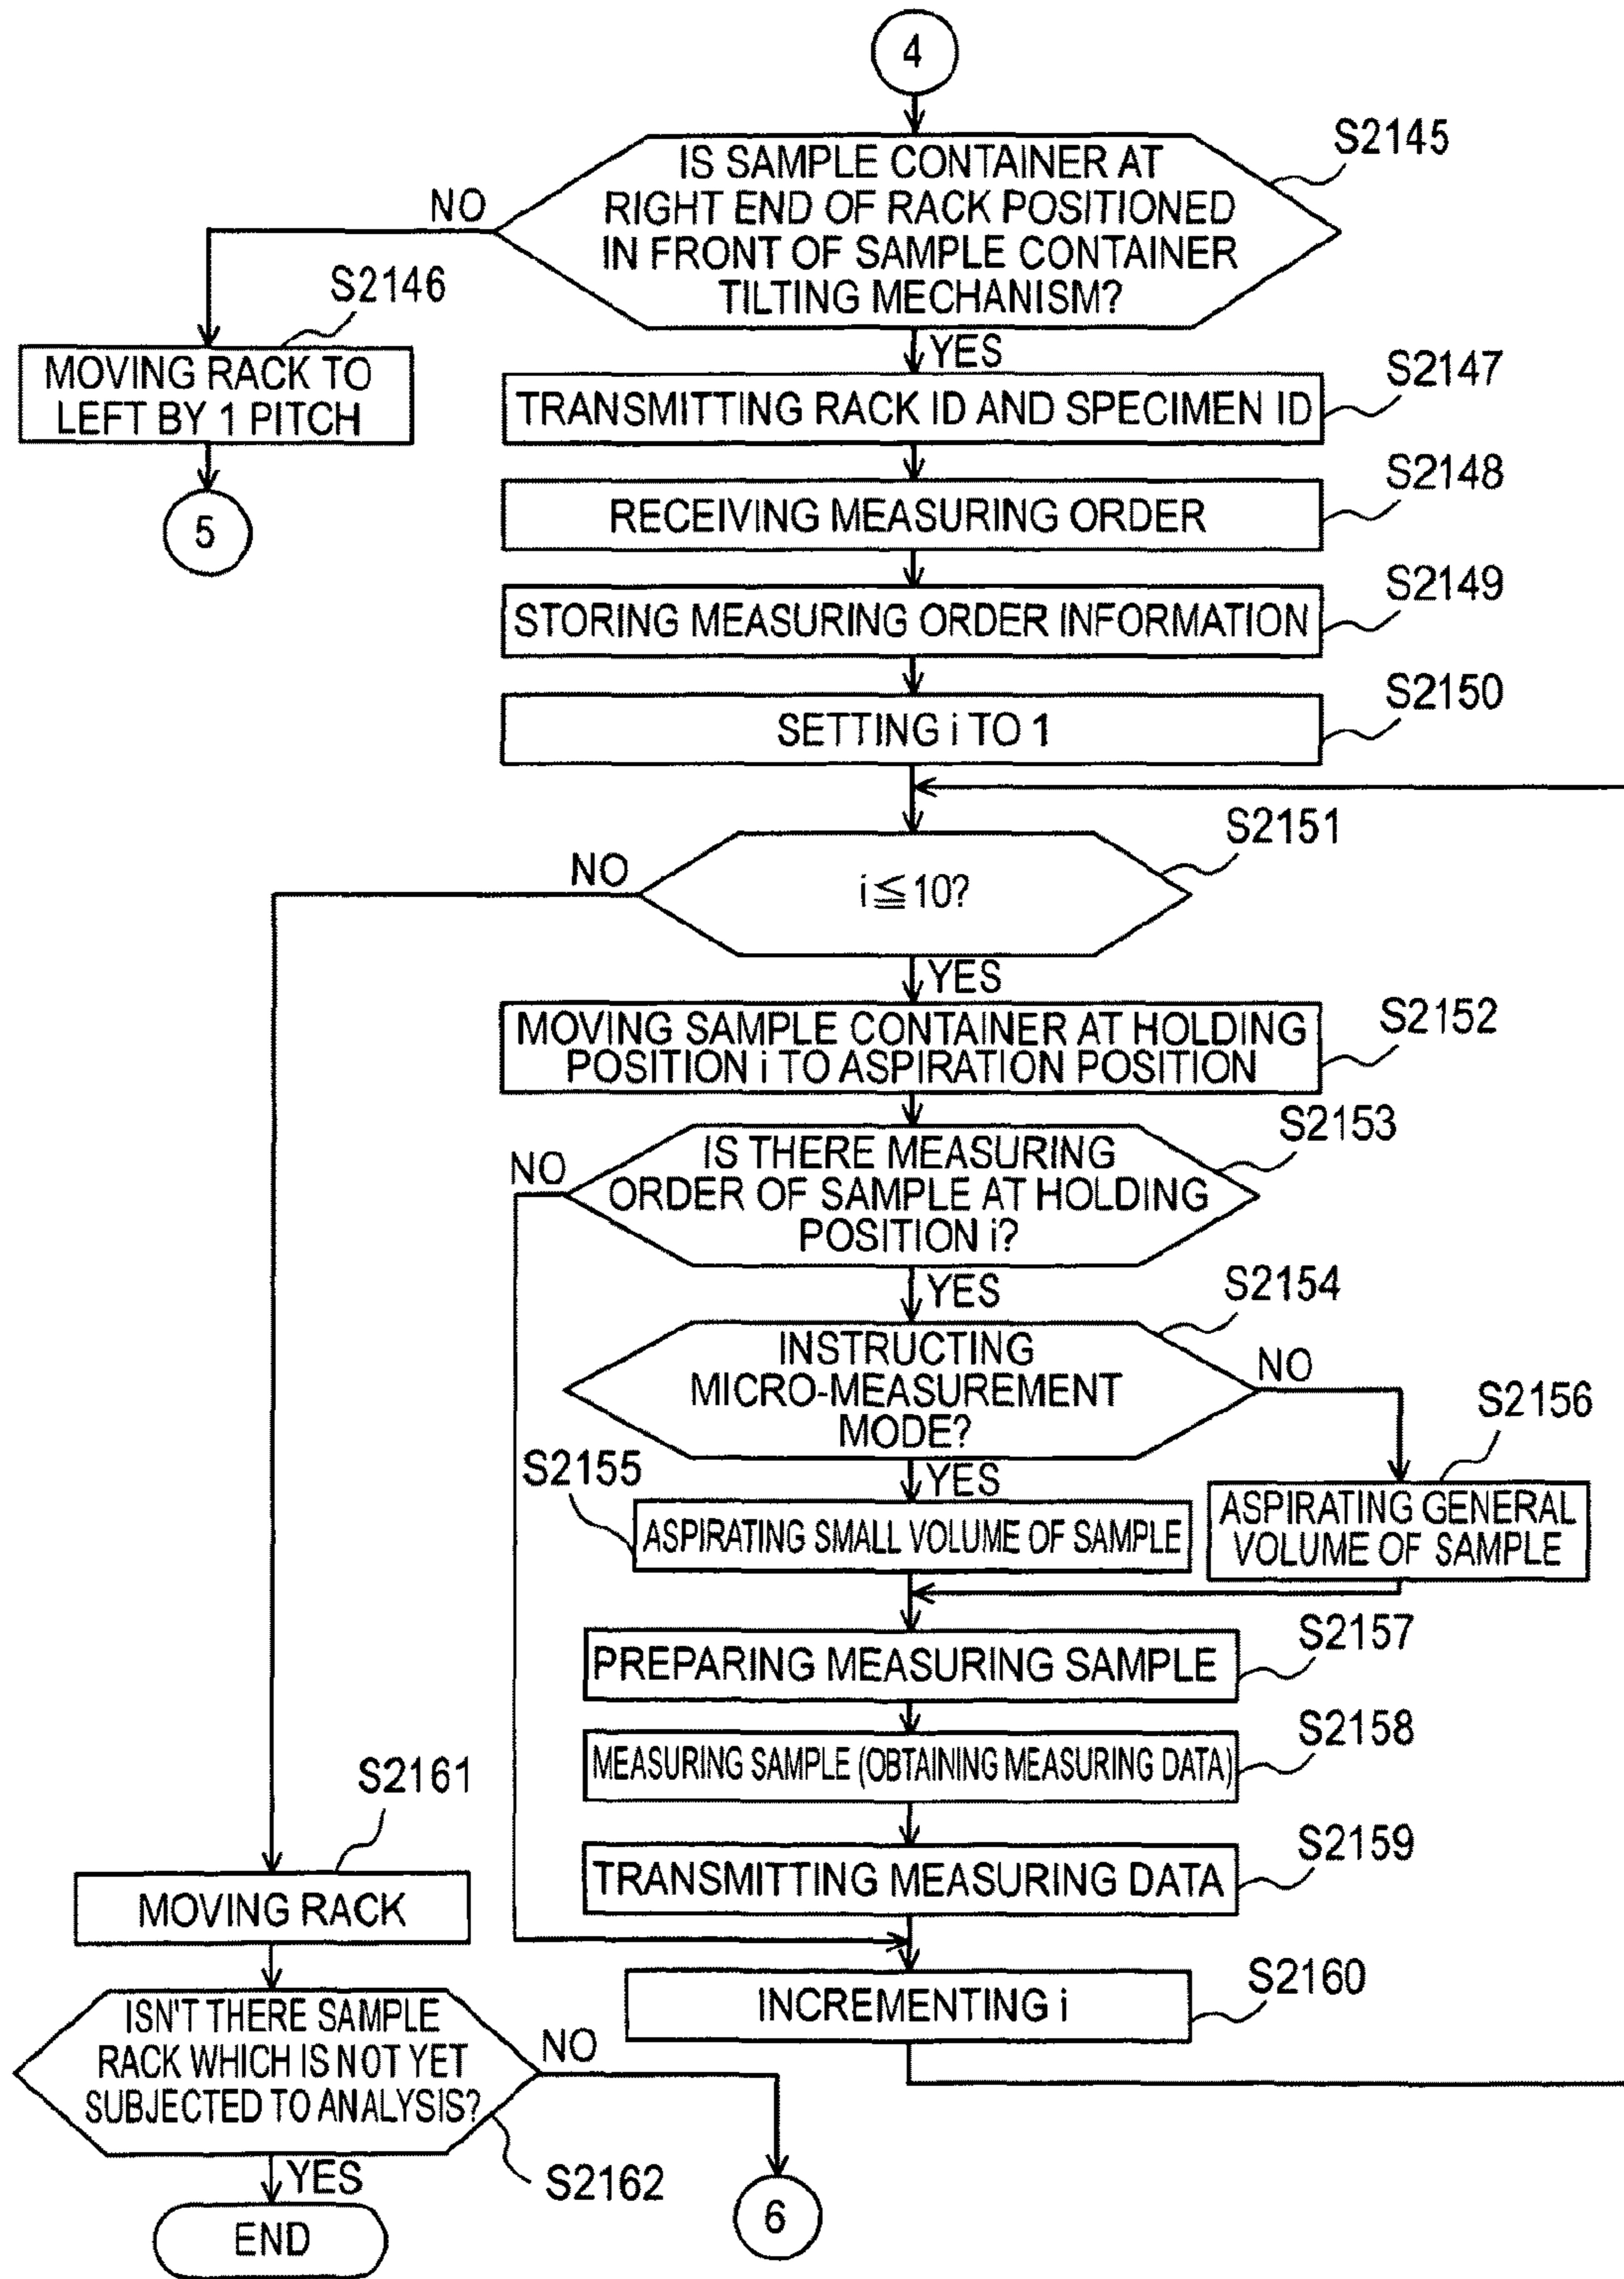 4
IS SAMPLE CONTAINER AT
RIGHT END OF RACK POSITIONED
IN FRONT OF SAMPLE CONTAINER
TILTING MECHANISM?
S2145
NO
S2146
MOVING RACK TO
LEFT BY 1 PITCH
5
YES
TRANSMITTING RACK ID AND SPECIMEN ID
S2147
RECEIVING MEASURING ORDER
S2148
STORING MEASURING ORDER INFORMATION
S2149
SETTING i TO 1
S2150
i≦10?
S2151
NO
YES
MOVING SAMPLE CONTAINER AT HOLDING
POSITION i TO ASPIRATION POSITION
S2152
IS THERE MEASURING
ORDER OF SAMPLE AT HOLDING
POSITION i?
S2153
NO
YES
INSTRUCTING
MICRO-MEASUREMENT
MODE?
S2154
NO
YES
S2155
ASPIRATING SMALL VOLUME OF SAMPLE
S2156
ASPIRATING GENERAL
VOLUME OF SAMPLE
PREPARING MEASURING SAMPLE
S2157
MEASURING SAMPLE (OBTAINING MEASURING DATA)
S2158
TRANSMITTING MEASURING DATA
S2159
INCREMENTING i
S2160
S2161
MOVING RACK
ISN'T THERE SAMPLE
RACK WHICH IS NOT YET
SUBJECTED TO ANALYSIS?
S2162
NO
6
YES
END